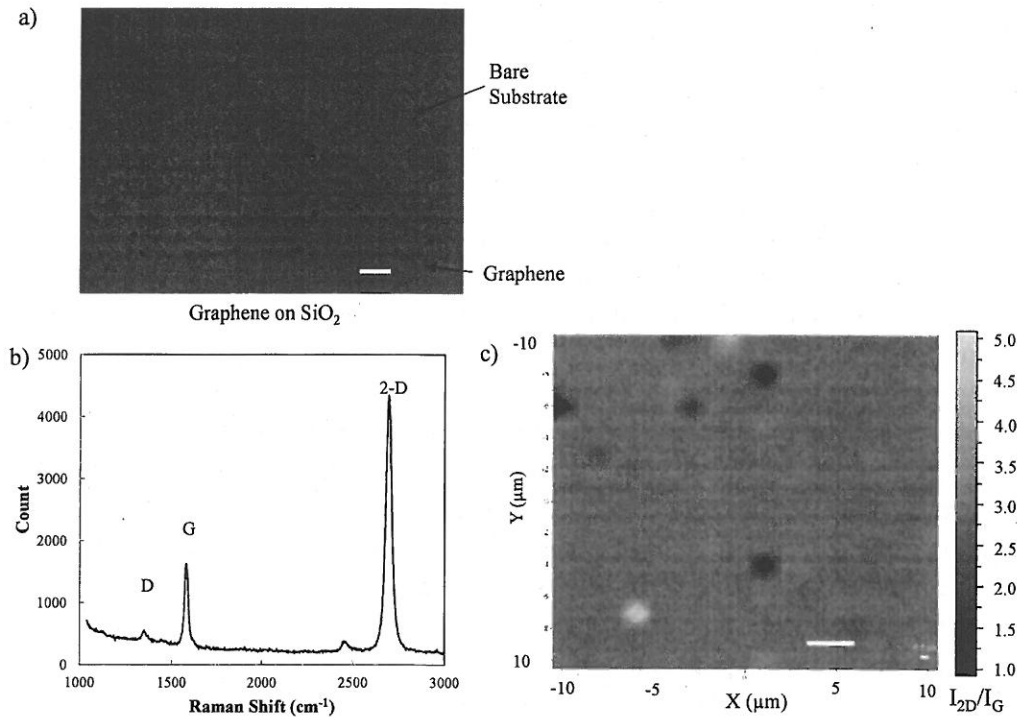 a)
Bare
Substrate
Graphene
Graphene on SiO₂
b)
5000
4000
3000
2000
1000
0
Count
D
G
2-D
1000
1500
2000
2500
3000
Raman Shift (cm⁻¹)
c)
-10
10
Y (μm)
-10
-5
0
5
10
X (μm)
5.0
4.5
4.0
3.5
3.0
2.5
2.0
1.5
1.0
I₂D/I_G